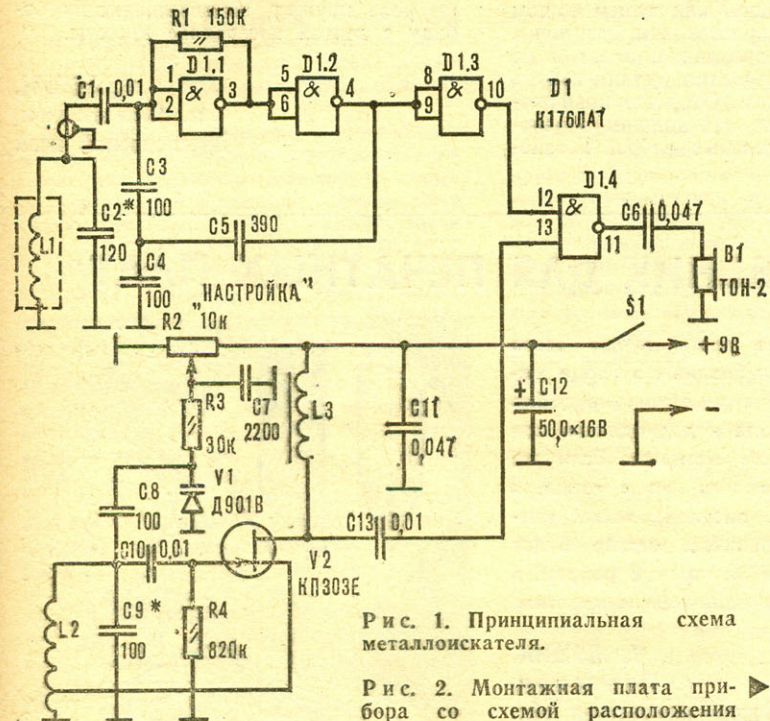 R1 150К
D1.1
D1.2
D1.3
D1
К176ЛА7
C1 0,01
1
2
&
3
5
6
&
4
8
9
&
10
D1.4
12
13
&
11
C6 0,047
B1
ТОН-2
C3
100
C2*
120
L1
C5 390
C4
100
„НАСТРОЙКА"
R2 10к
S1
+9В
-
R3
30к
C7
2200
L3
C11
0,047
+
C12
50,0×16В
V1
Д901В
C8
100
C10 0,01
C13 0,01
V2
КП303Е
L2
C9*
100
R4
820к
Рис. 1. Принципиальная схема
металлоискателя.
Рис. 2. Монтажная плата при-
бора со схемой расположения